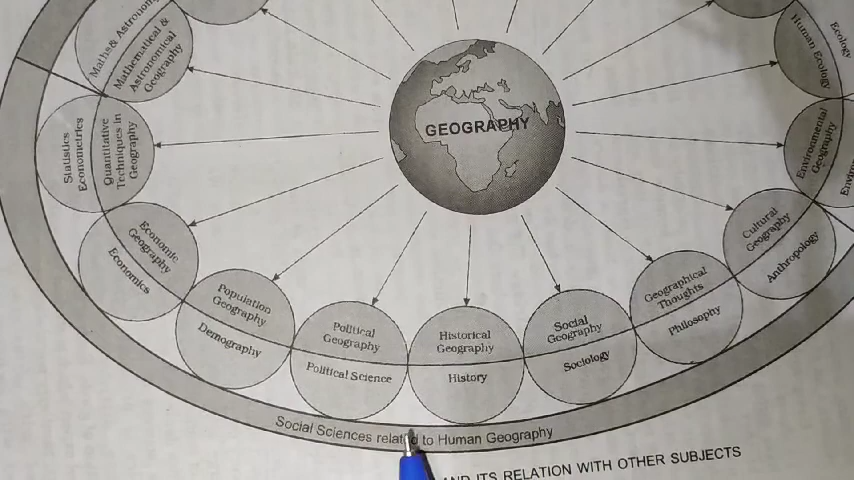 Maths & Astronomy
Mathematical &
Astronomical
Geography
Statistics
Econometrics
Quantitative
Techniques in
Geography
Economic
Geography
Economics
Population
Geography
Demography
Political
Geography
Political Science
Historical
Geography
History
Social
Geography
Sociology
Geographical
Thoughts
Philosophy
Cultural
Geography
Anthropology
Environmental
Geography
Human Ecology
Ecology
GEOGRAPHY
Social Sciences related to Human Geography
AND ITS RELATION WITH OTHER SUBJECTS